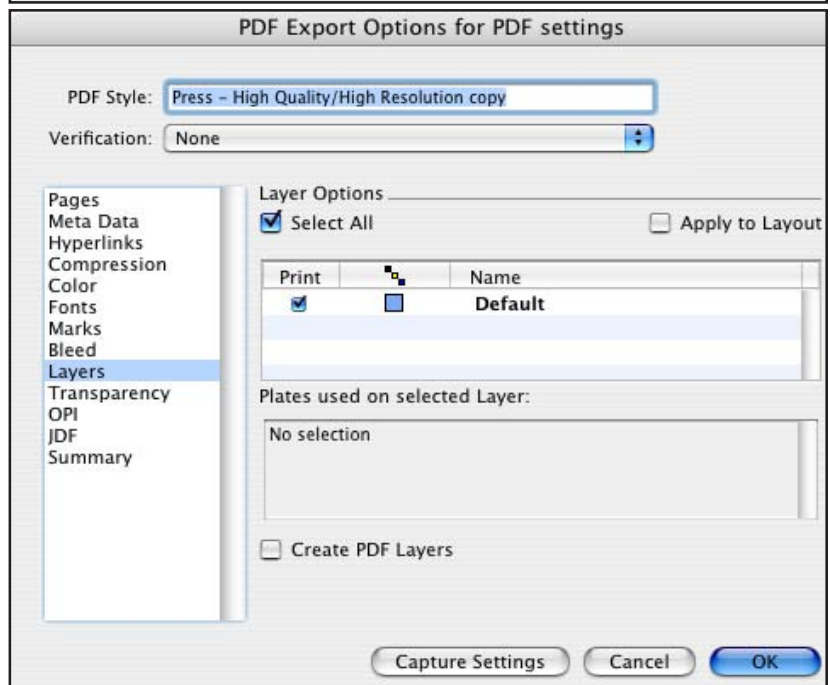 PDF Export Options for PDF settings
PDF Style: Press – High Quality/High Resolution copy
Verification: None
Pages
Meta Data
Hyperlinks
Compression
Color
Fonts
Marks
Bleed
Layers
Transparency
OPI
JDF
Summary
Layer Options
Select All
Apply to Layout
Print Name
Default
Plates used on selected Layer:
No selection
Create PDF Layers
Capture Settings Cancel OK